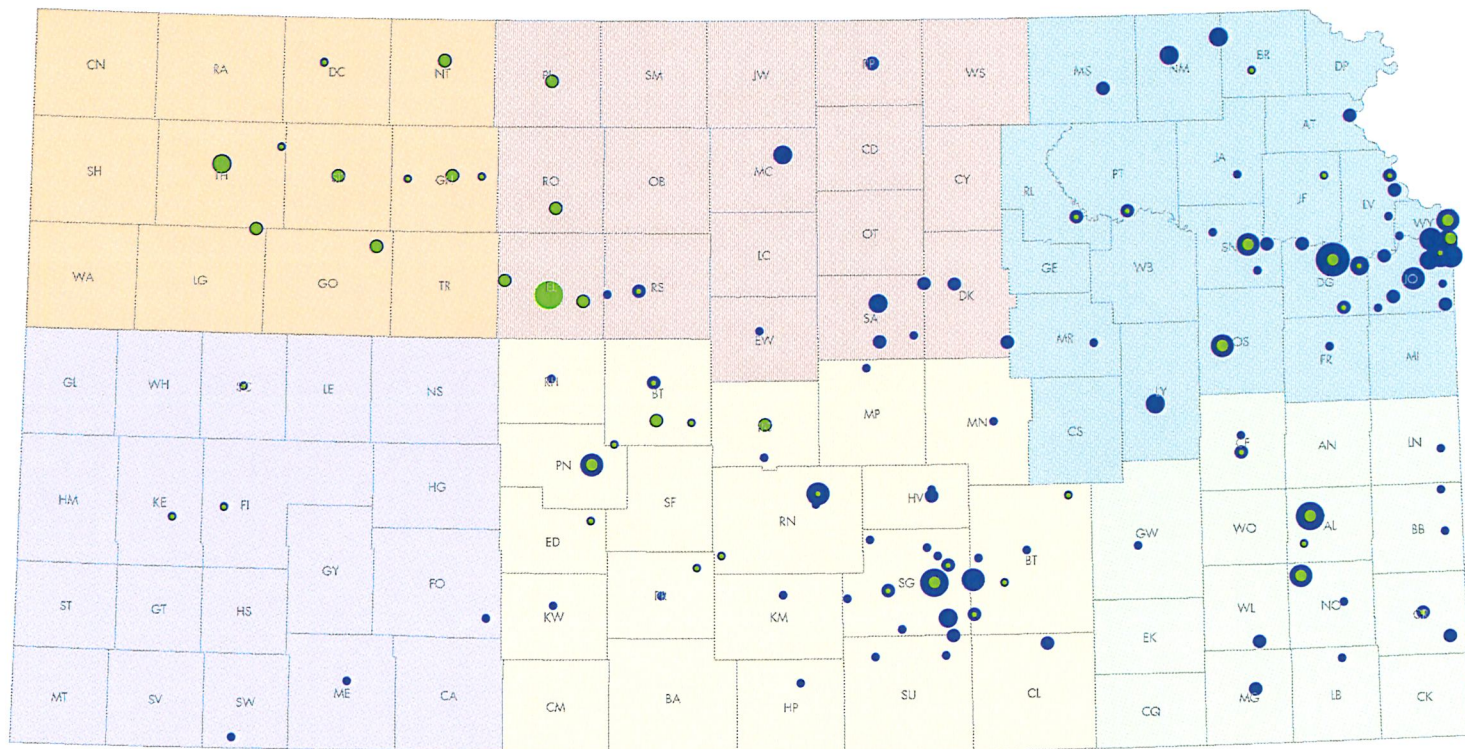 CN RA DC NT PL SM JW RP WS MS NM BR DP
SH TH GH RO OB MC CD CY RL PT JA AT JF LV WY
WA LG GO TR EL RS LC OT SA DK GE WB SN DG JO
EW MR OS FR MI
GL WH SC LE NS RH BT MP MN CS LY
HM KE FI HG PN SF RN HV CF AN LN
GY ED WO AL BB
ST GT HS FO KW KM SG BT GW WL NO
EK
MT SV SW ME CA CM BA HP SU CL CQ MG LB CK